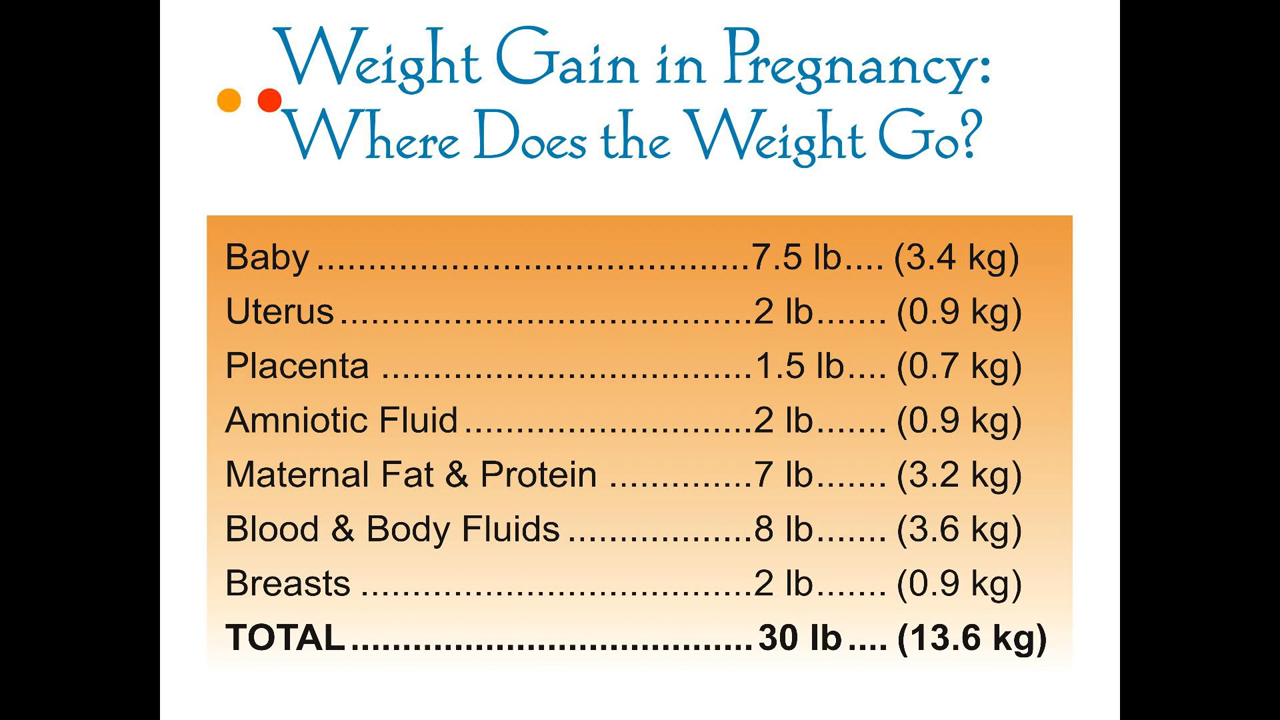 Weight Gain in Pregnancy:
Where Does the Weight Go?
Baby ..........................................7.5 lb.... (3.4 kg)
Uterus........................................2 lb....... (0.9 kg)
Placenta ....................................1.5 lb.... (0.7 kg)
Amniotic Fluid............................2 lb....... (0.9 kg)
Maternal Fat & Protein ..............7 lb....... (3.2 kg)
Blood & Body Fluids..................8 lb....... (3.6 kg)
Breasts ......................................2 lb....... (0.9 kg)
TOTAL.......................................30 lb.... (13.6 kg)